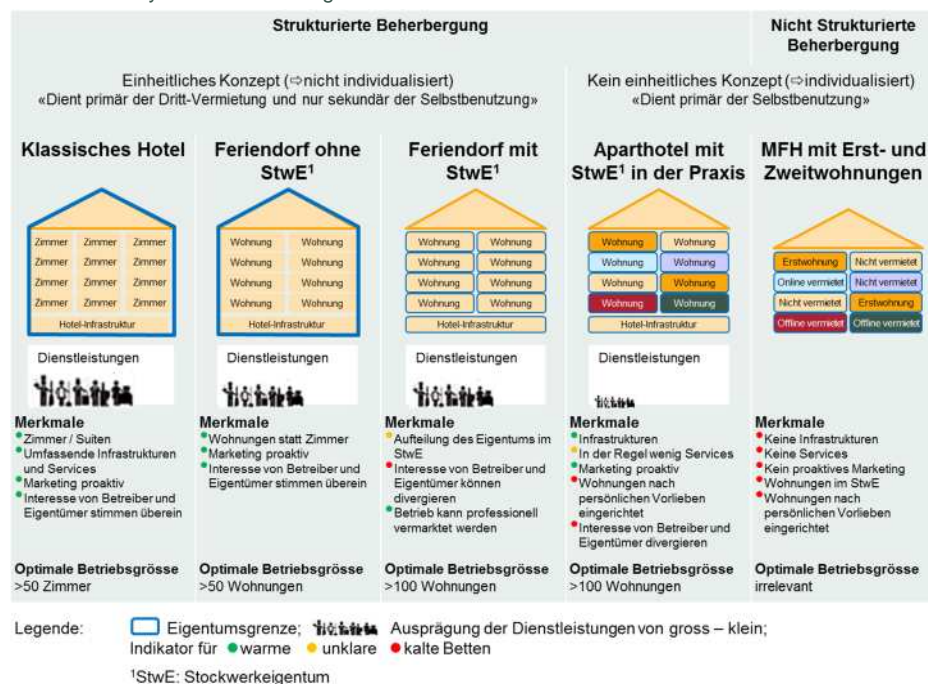 Strukturierte Beherbergung
Nicht Strukturierte
Beherbergung
Einheitliches Konzept (⇨nicht individualisiert)
«Dient primär der Dritt-Vermietung und nur sekundär der Selbstbenutzung»
Kein einheitliches Konzept (⇨individualisiert)
«Dient primär der Selbstbenutzung»
Klassisches Hotel
Zimmer Zimmer Zimmer
Zimmer Zimmer Zimmer
Zimmer Zimmer Zimmer
Zimmer Zimmer Zimmer
Hotel-Infrastruktur
Dienstleistungen
Merkmale
Zimmer / Suiten
Umfassende Infrastrukturen
und Services
Marketing proaktiv
Interesse von Betreiber und
Eigentümer stimmen überein
Optimale Betriebsgrösse
>50 Zimmer
Feriendorf ohne
StwE¹
Wohnung Wohnung
Wohnung Wohnung
Wohnung Wohnung
Wohnung Wohnung
Hotel-Infrastruktur
Dienstleistungen
Merkmale
Wohnungen statt Zimmer
Marketing proaktiv
Interesse von Betreiber und
Eigentümer stimmen überein
Optimale Betriebsgrösse
>50 Wohnungen
Feriendorf mit
StwE¹
Wohnung Wohnung
Wohnung Wohnung
Wohnung Wohnung
Wohnung Wohnung
Hotel-Infrastruktur
Dienstleistungen
Merkmale
Aufteilung des Eigentums im
StwE
Interesse von Betreiber und
Eigentümer können
divergieren
Betrieb kann professionell
vermarktet werden
Optimale Betriebsgrösse
>100 Wohnungen
Aparthotel mit
StwE¹ in der Praxis
Wohnung Wohnung
Wohnung Wohnung
Wohnung Wohnung
Wohnung Wohnung
Hotel-Infrastruktur
Dienstleistungen
Merkmale
Infrastrukturen
In der Regel wenig Services
Marketing proaktiv
Wohnungen nach
persönlichen Vorlieben
eingerichtet
Interesse von Betreiber und
Eigentümer divergieren
Optimale Betriebsgrösse
>100 Wohnungen
MFH mit Erst- und
Zweitwohnungen
Erstwohnung Nicht vermietet
Online vermietet Nicht vermietet
Nicht vermietet Erstwohnung
Offline vermietet Offline vermietet
Merkmale
Keine Infrastrukturen
Keine Services
Kein proaktives Marketing
Wohnungen im StwE
Wohnungen nach
persönlichen Vorlieben
eingerichtet
Optimale Betriebsgrösse
irrelevant
Legende: Eigentumsgrenze; Ausprägung der Dienstleistungen von gross – klein;
Indikator für warme unklare kalte Betten
¹StwE: Stockwerkeigentum